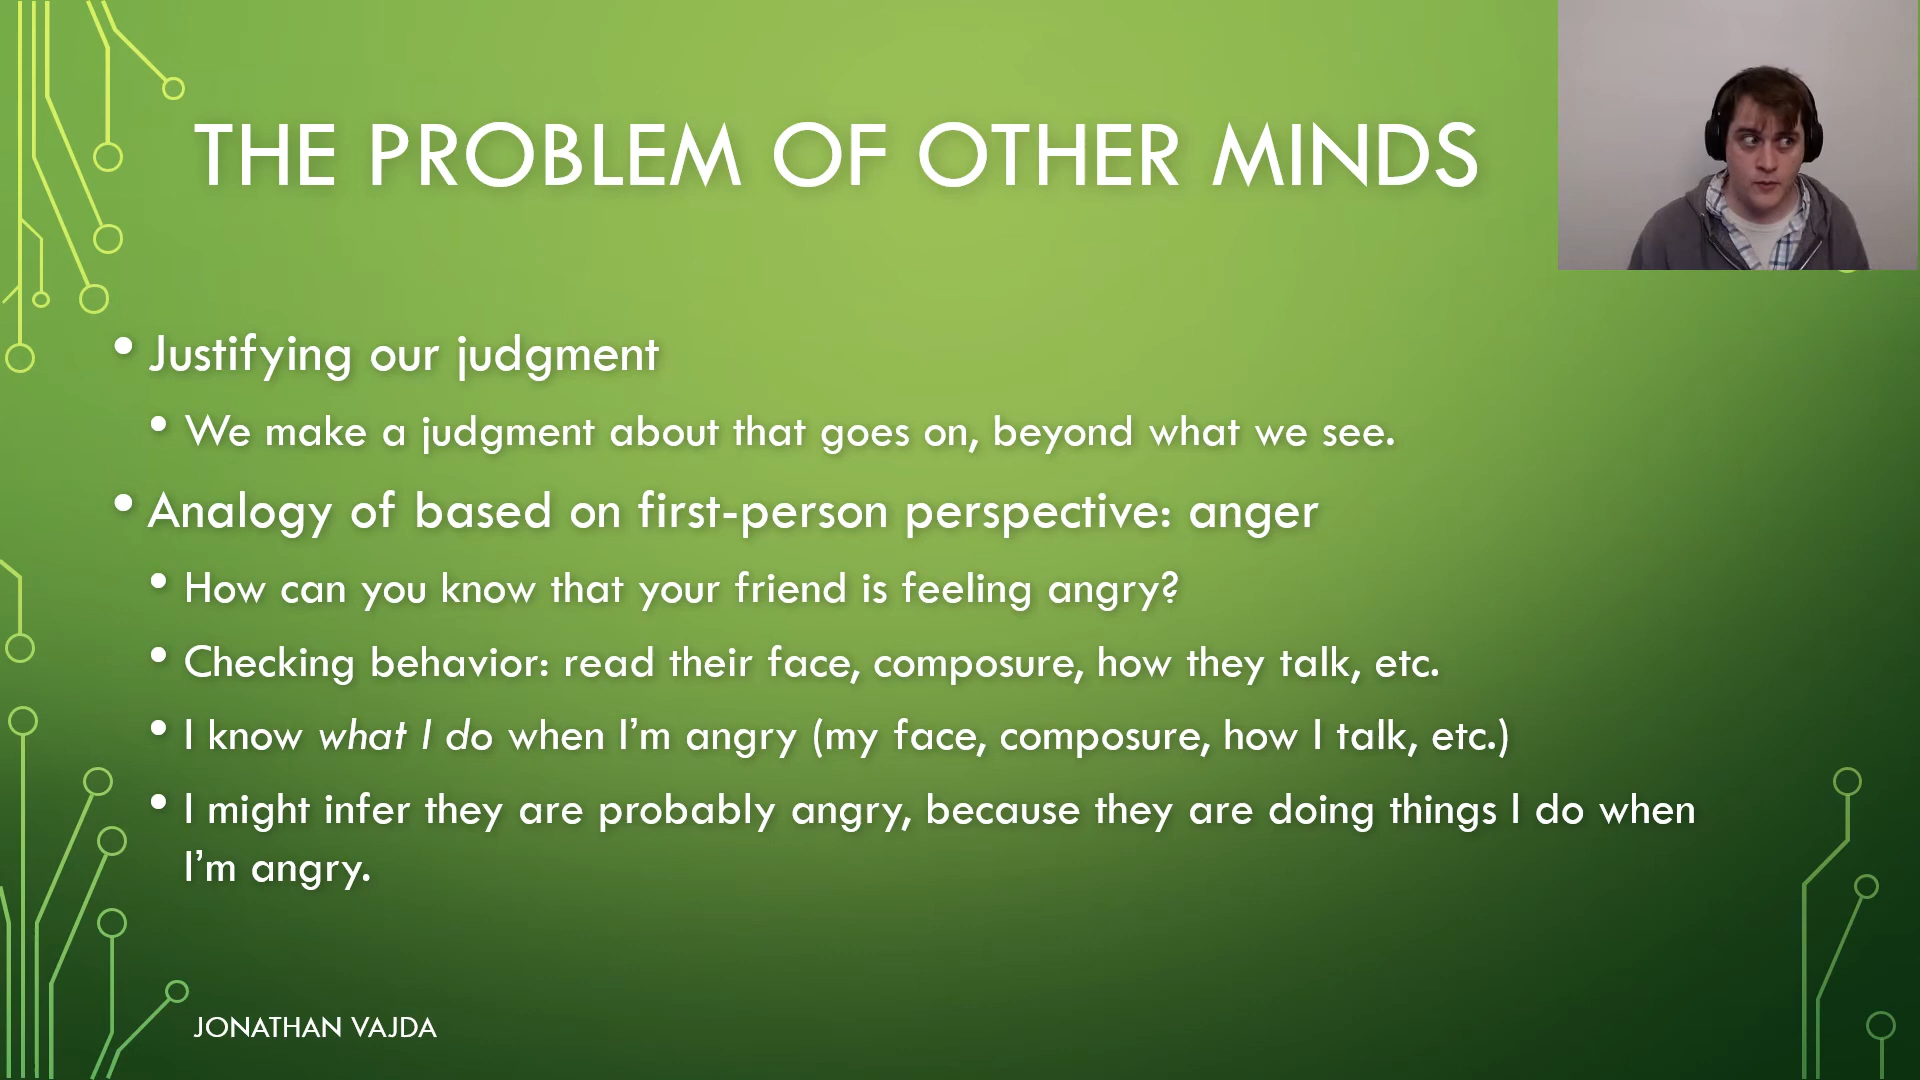 THE PROBLEM OF OTHER MINDS
• Justifying our judgment
• We make a judgment about that goes on, beyond what we see.
• Analogy of based on first-person perspective: anger
• How can you know that your friend is feeling angry?
• Checking behavior: read their face, composure, how they talk, etc.
• I know what I do when I’m angry (my face, composure, how I talk, etc.)
• I might infer they are probably angry, because they are doing things I do when
I’m angry.
JONATHAN VAJDA